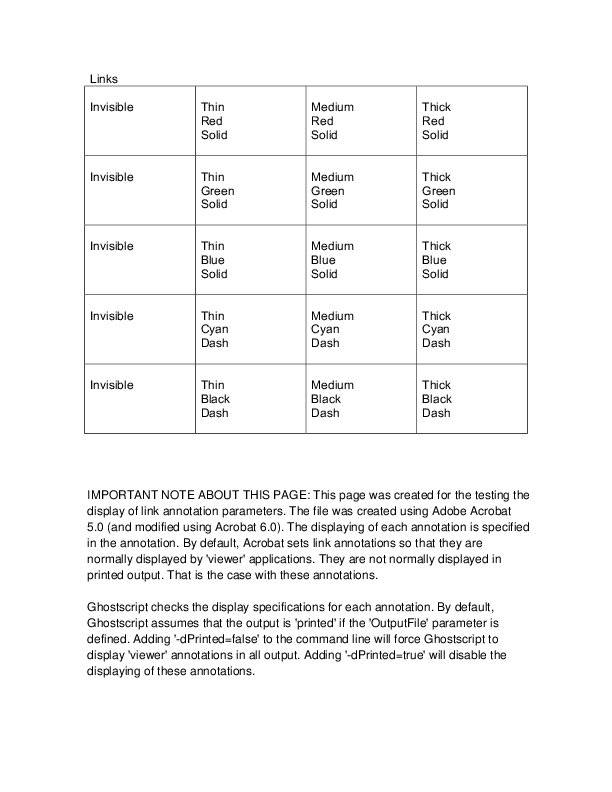 Links
Invisible Thin Medium Thick
Red Red Red
Solid Solid Solid
Invisible Thin Medium Thick
Green Green Green
Solid Solid Solid
Invisible Thin Medium Thick
Blue Blue Blue
Solid Solid Solid
Invisible Thin Medium Thick
Cyan Cyan Cyan
Dash Dash Dash
Invisible Thin Medium Thick
Black Black Black
Dash Dash Dash
IMPORTANT NOTE ABOUT THIS PAGE: This page was created for the testing the
display of link annotation parameters. The file was created using Adobe Acrobat
5.0 (and modified using Acrobat 6.0). The displaying of each annotation is specified
in the annotation. By default, Acrobat sets link annotations so that they are
normally displayed by 'viewer' applications. They are not normally displayed in
printed output. That is the case with these annotations.
Ghostscript checks the display specifications for each annotation. By default,
Ghostscript assumes that the output is 'printed' if the 'OutputFile' parameter is
defined. Adding '-dPrinted=false' to the command line will force Ghostscript to
display 'viewer' annotations in all output. Adding '-dPrinted=true' will disable the
displaying of these annotations.